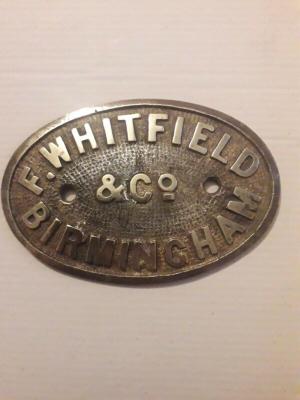 F. WHITFIELD
& Cº
BIRMINGHAM